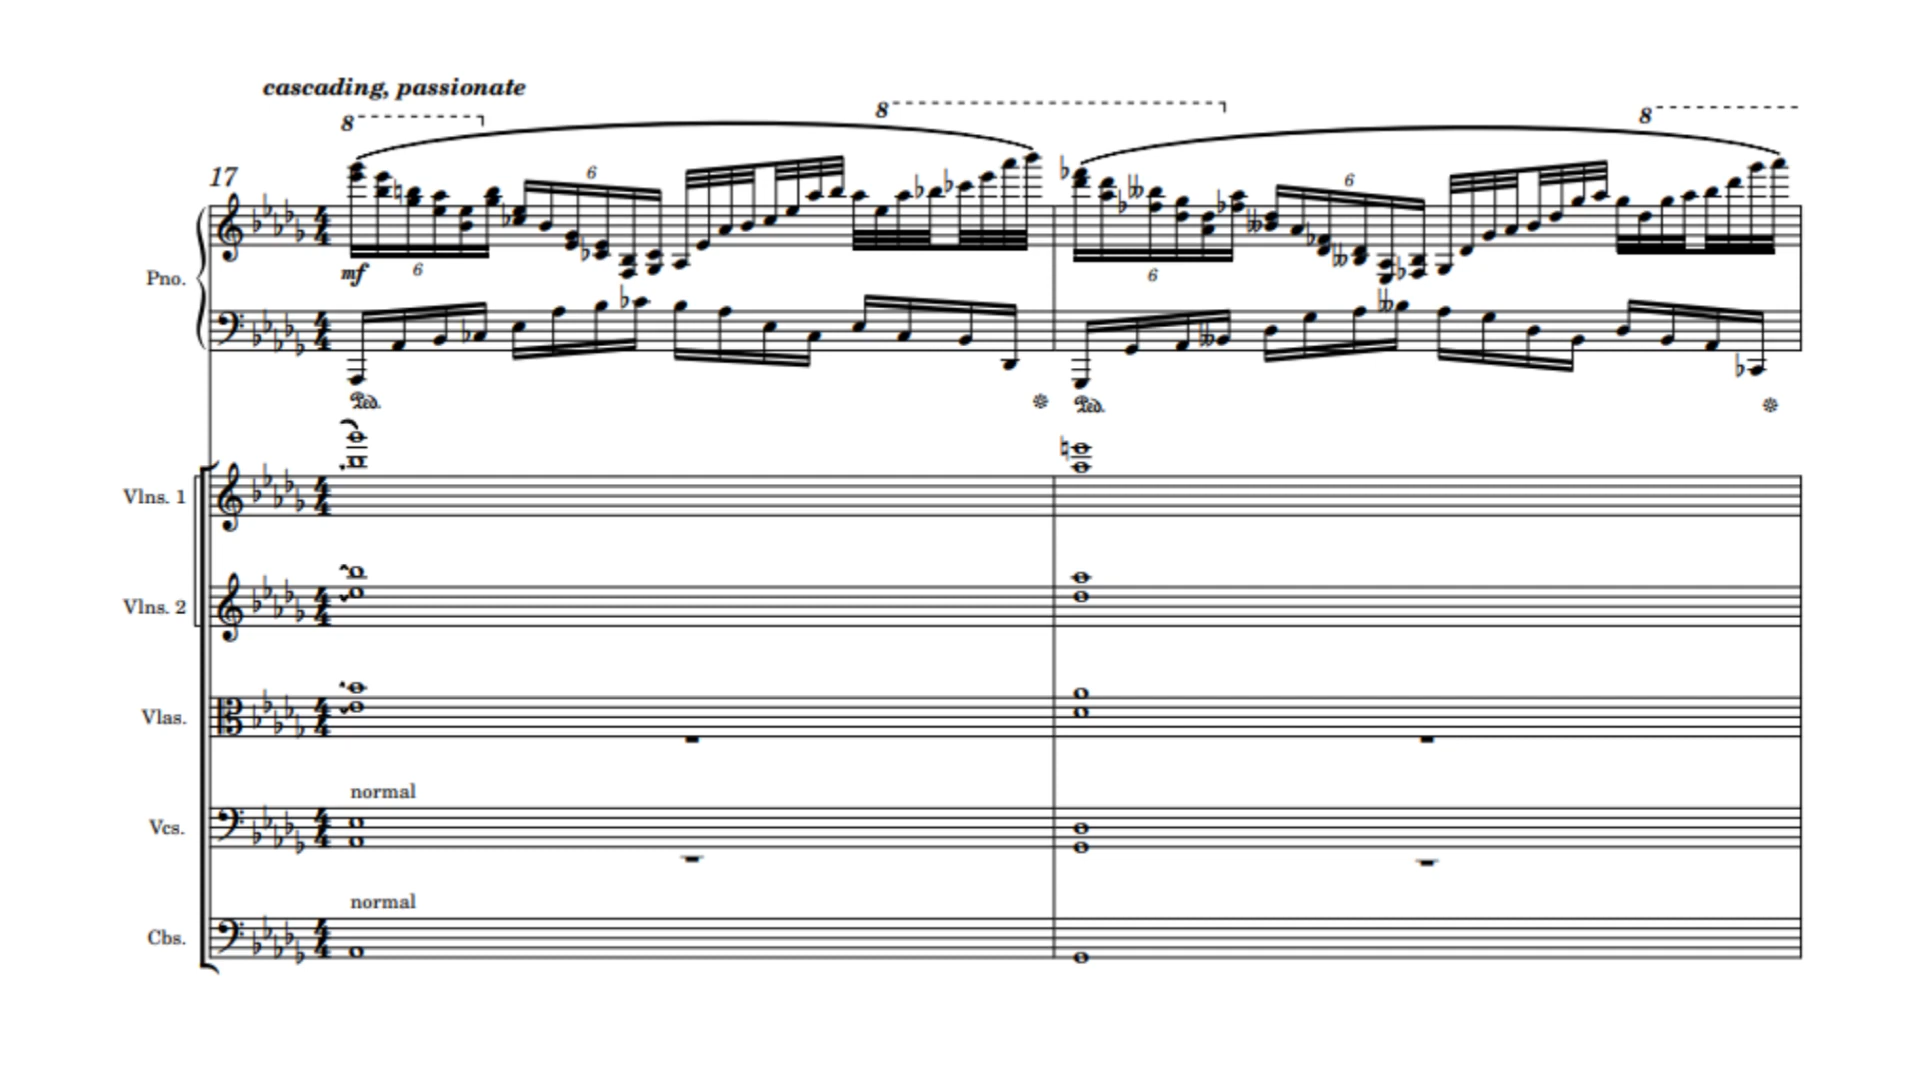 cascading, passionate
8
8
8
17
6
6
Pno.
mf
6
6
Ped.
Ped.
Vlns. 1
Vlns. 2
Vlas.
normal
Vcs.
normal
Cbs.